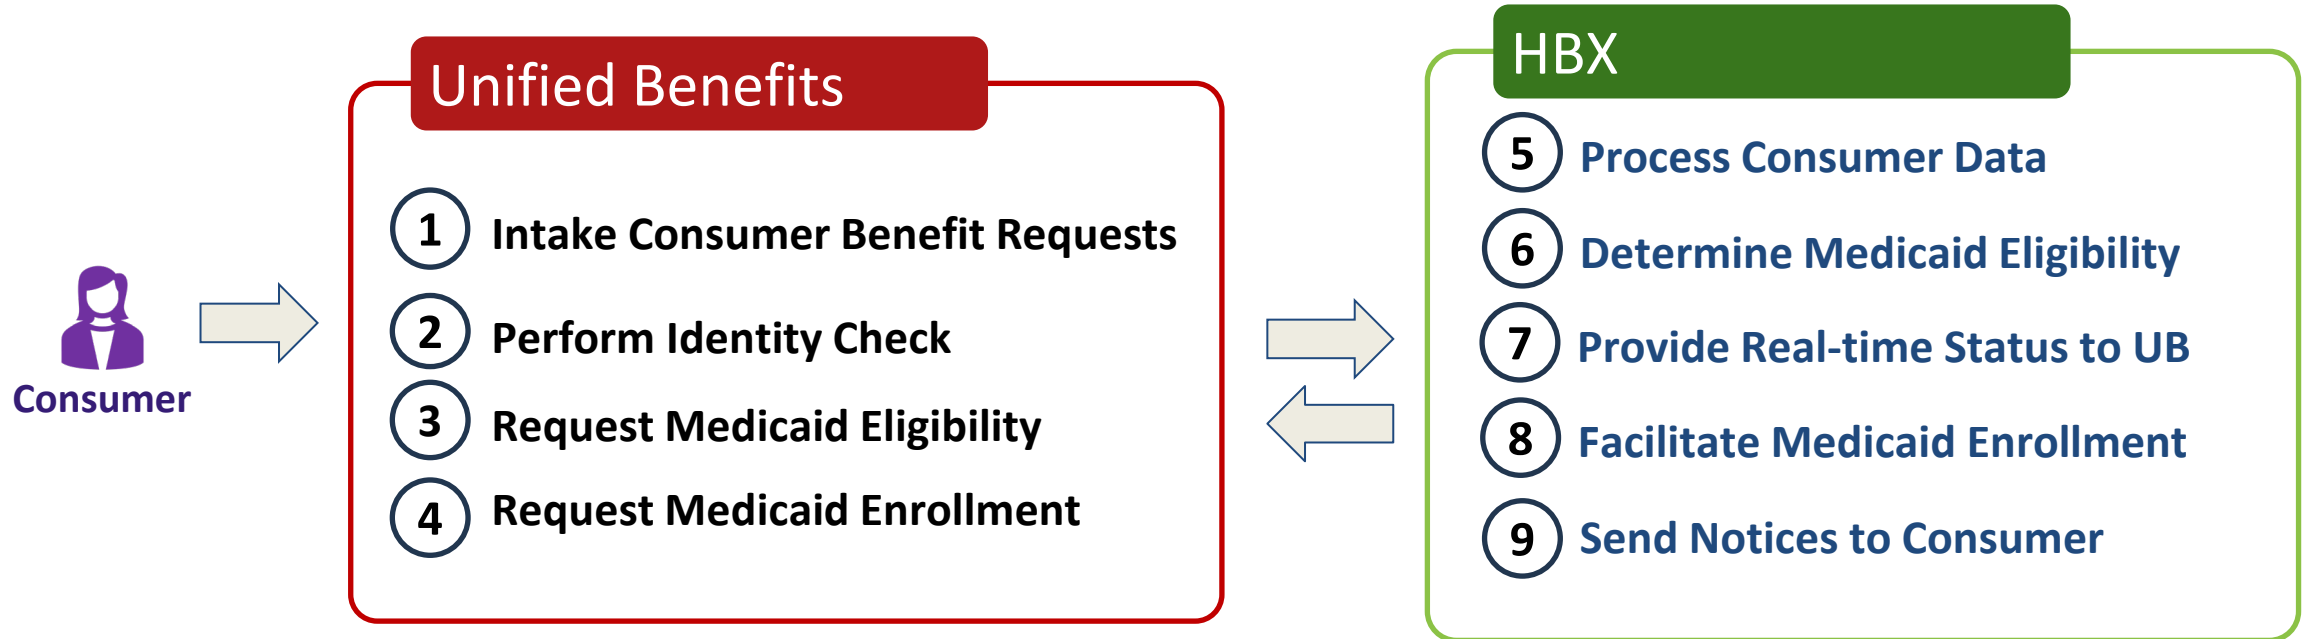 Consumer
Unified Benefits
1 Intake Consumer Benefit Requests
2 Perform Identity Check
3 Request Medicaid Eligibility
4 Request Medicaid Enrollment
HBX
5 Process Consumer Data
6 Determine Medicaid Eligibility
7 Provide Real-time Status to UB
8 Facilitate Medicaid Enrollment
9 Send Notices to Consumer